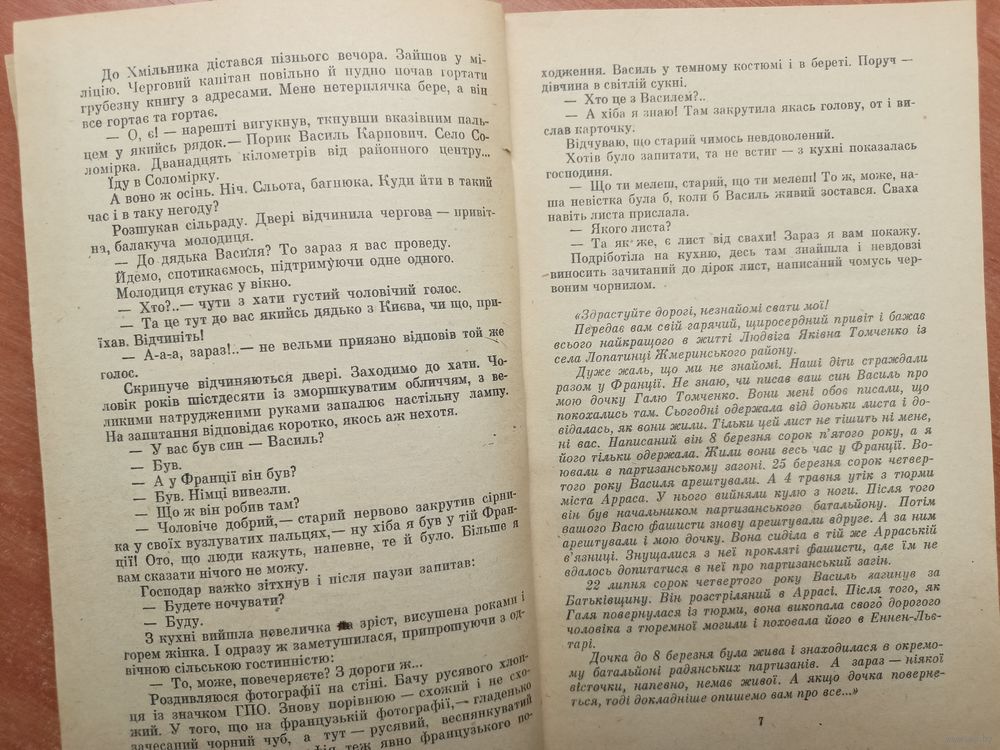 До Хмільника дістався пізнього вечора. Зайшов у мі-
ліцію. Черговий капітан повільно й нудно почав гортати
грубезну книгу з адресами. Мене нетерплячка бере, а він
все гортає та гортає.
— О, є! — нарешті вигукнув, ткнувши вказівним паль-
цем у якийсь рядок.— Порик Василь Карпович. Село Со-
ломірка. Дванадцять кілометрів від районного центру...
Їду в Соломірку.
А воно ж осінь. Ніч. Сльота, багнюка. Куди йти в такий
час і в таку негоду?
Розшукав сільраду. Двері відчинила чергова — привіт-
на, балакуча молодиця.
— До дядька Василя? То зараз я вас проведу.
Йдемо, спотикаємось, підтримуючи одне одного.
Молодиця стукає у вікно.
— Хто?..— чути з хати густий чоловічий голос.
— Та це тут до вас якийсь дядько з Києва, чи що, при-
їхав. Відчиніть!
— А-а-а, зараз!..— не вельми приязно відповів той же
голос.
Скрипуче відчиняються двері. Заходимо до хати. Чо-
ловік років шістдесяти із зморшкуватим обличчям, з ве-
ликими натрудженими руками запалює настільну лампу.
На запитання відповідає коротко, якось аж нехотя.
— У вас був син — Василь?
— Був.
— А у Франції він був?
— Був. Німці вивезли.
— Що ж він робив там?
— Чоловіче добрий,— старий нервово закрутив сірни-
ка у своїх вузлуватих пальцях,— ну хіба я був у тій Фран-
ції! Ото, що люди кажуть, напевне, те й було. Більше я
вам сказати нічого не можу.
Господар важко зітхнув і після паузи запитав:
— Будете ночувати?
— Буду.
З кухні вийшла невеличка на зріст, висушена роками і
горем жінка. І одразу ж заметушилася, припрошуючи з од-
вічною сільською гостинністю:
— То, може, повечеряєте? З дороги ж...
Роздивляюся фотографії на стіні. Бачу русявого хлоп-
ця із значком ГПО. Знову порівнюю — схожий і не схо-
жий. У того, що на французькій фотографії,— гладенько
зачесаний чорний чуб, а тут — русявий, веснянкуватий
теж явно французького по-
ходження. Василь у темному костюмі і в береті. Поруч —
дівчина в світлій сукні.
— Хто це з Василем?..
— А хіба я знаю! Там закрутила якась голову, от і ви-
слав карточку.
Відчуваю, що старий чимось невдоволений.
Хотів було запитати, та не встиг — з кухні показалась
господиня.
— Що ти мелеш, старий, що ти мелеш! То ж, може, на-
ша невістка була б, коли б Василь живий зостався. Сваха
навіть листа прислала.
— Якого листа?
— Та як же, є лист від свахи! Зараз я вам покажу.
Подріботіла на кухню, десь там знайшла і невдовзі
виносить зачитаний до дірок лист, написаний чомусь чер-
воним чорнилом.
«Здрастуйте дорогі, незнайомі свати мої!
Передає вам свій гарячий, щиросердний привіт і бажає
всього найкращого в житті Людвіга Яківна Томченко із
села Лопатинці Жмеринського району.
Дуже жаль, що ми не знайомі. Наші діти страждали
разом у Франції. Не знаю, чи писав ваш син Василь про
мою дочку Галю Томченко. Вони мені обоє писали, що
покохались там. Сьогодні одержала від доньки листа і до-
відалась, як вони жили. Тільки цей лист не тішить ні мене,
ні вас. Написаний він 8 березня сорок п'ятого року, а я
його тільки одержала. Жили вони весь час у Франції. Во-
ювали в партизанському загоні. 25 березня сорок четвер-
того року Василя арештували. А 4 травня утік з тюрми
міста Арраса. У нього вийняли кулю з ноги. Після того
він був начальником партизанського батальйону. Потім
вашого Васю фашисти знову арештували вдруге. А за ним
арештували і мою дочку. Вона сиділа в тій же Арраській
в'язниці. Знущалися з неї прокляті фашисти, але їм не
вдалось допитатися в неї про партизанський загін.
22 липня сорок четвертого року Василь загинув за
Батьківщину. Він розстріляний в Аррасі. Після того, як
Галя повернулася із тюрми, вона викопала свого дорогого
чоловіка з тюремної могили і поховала його в Еннен-Льє-
тарі.
Дочка до 8 березня була жива і знаходилася в окремо-
му батальйоні радянських партизанів. А зараз — ніякої
вісточки, напевно, немає живої. А якщо дочка поверне-
ться, тоді докладніше опишемо вам про все...»
7